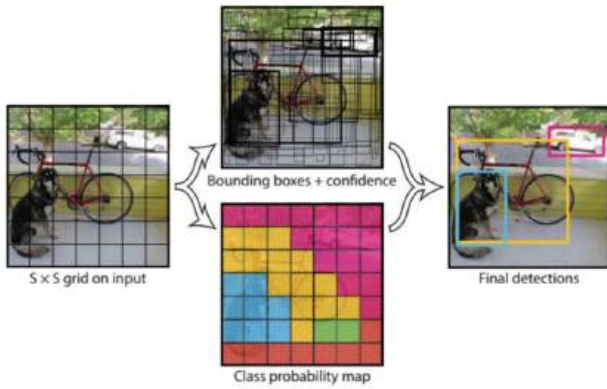 Bounding boxes + confidence
S × S grid on input
Final detections
Class probability map